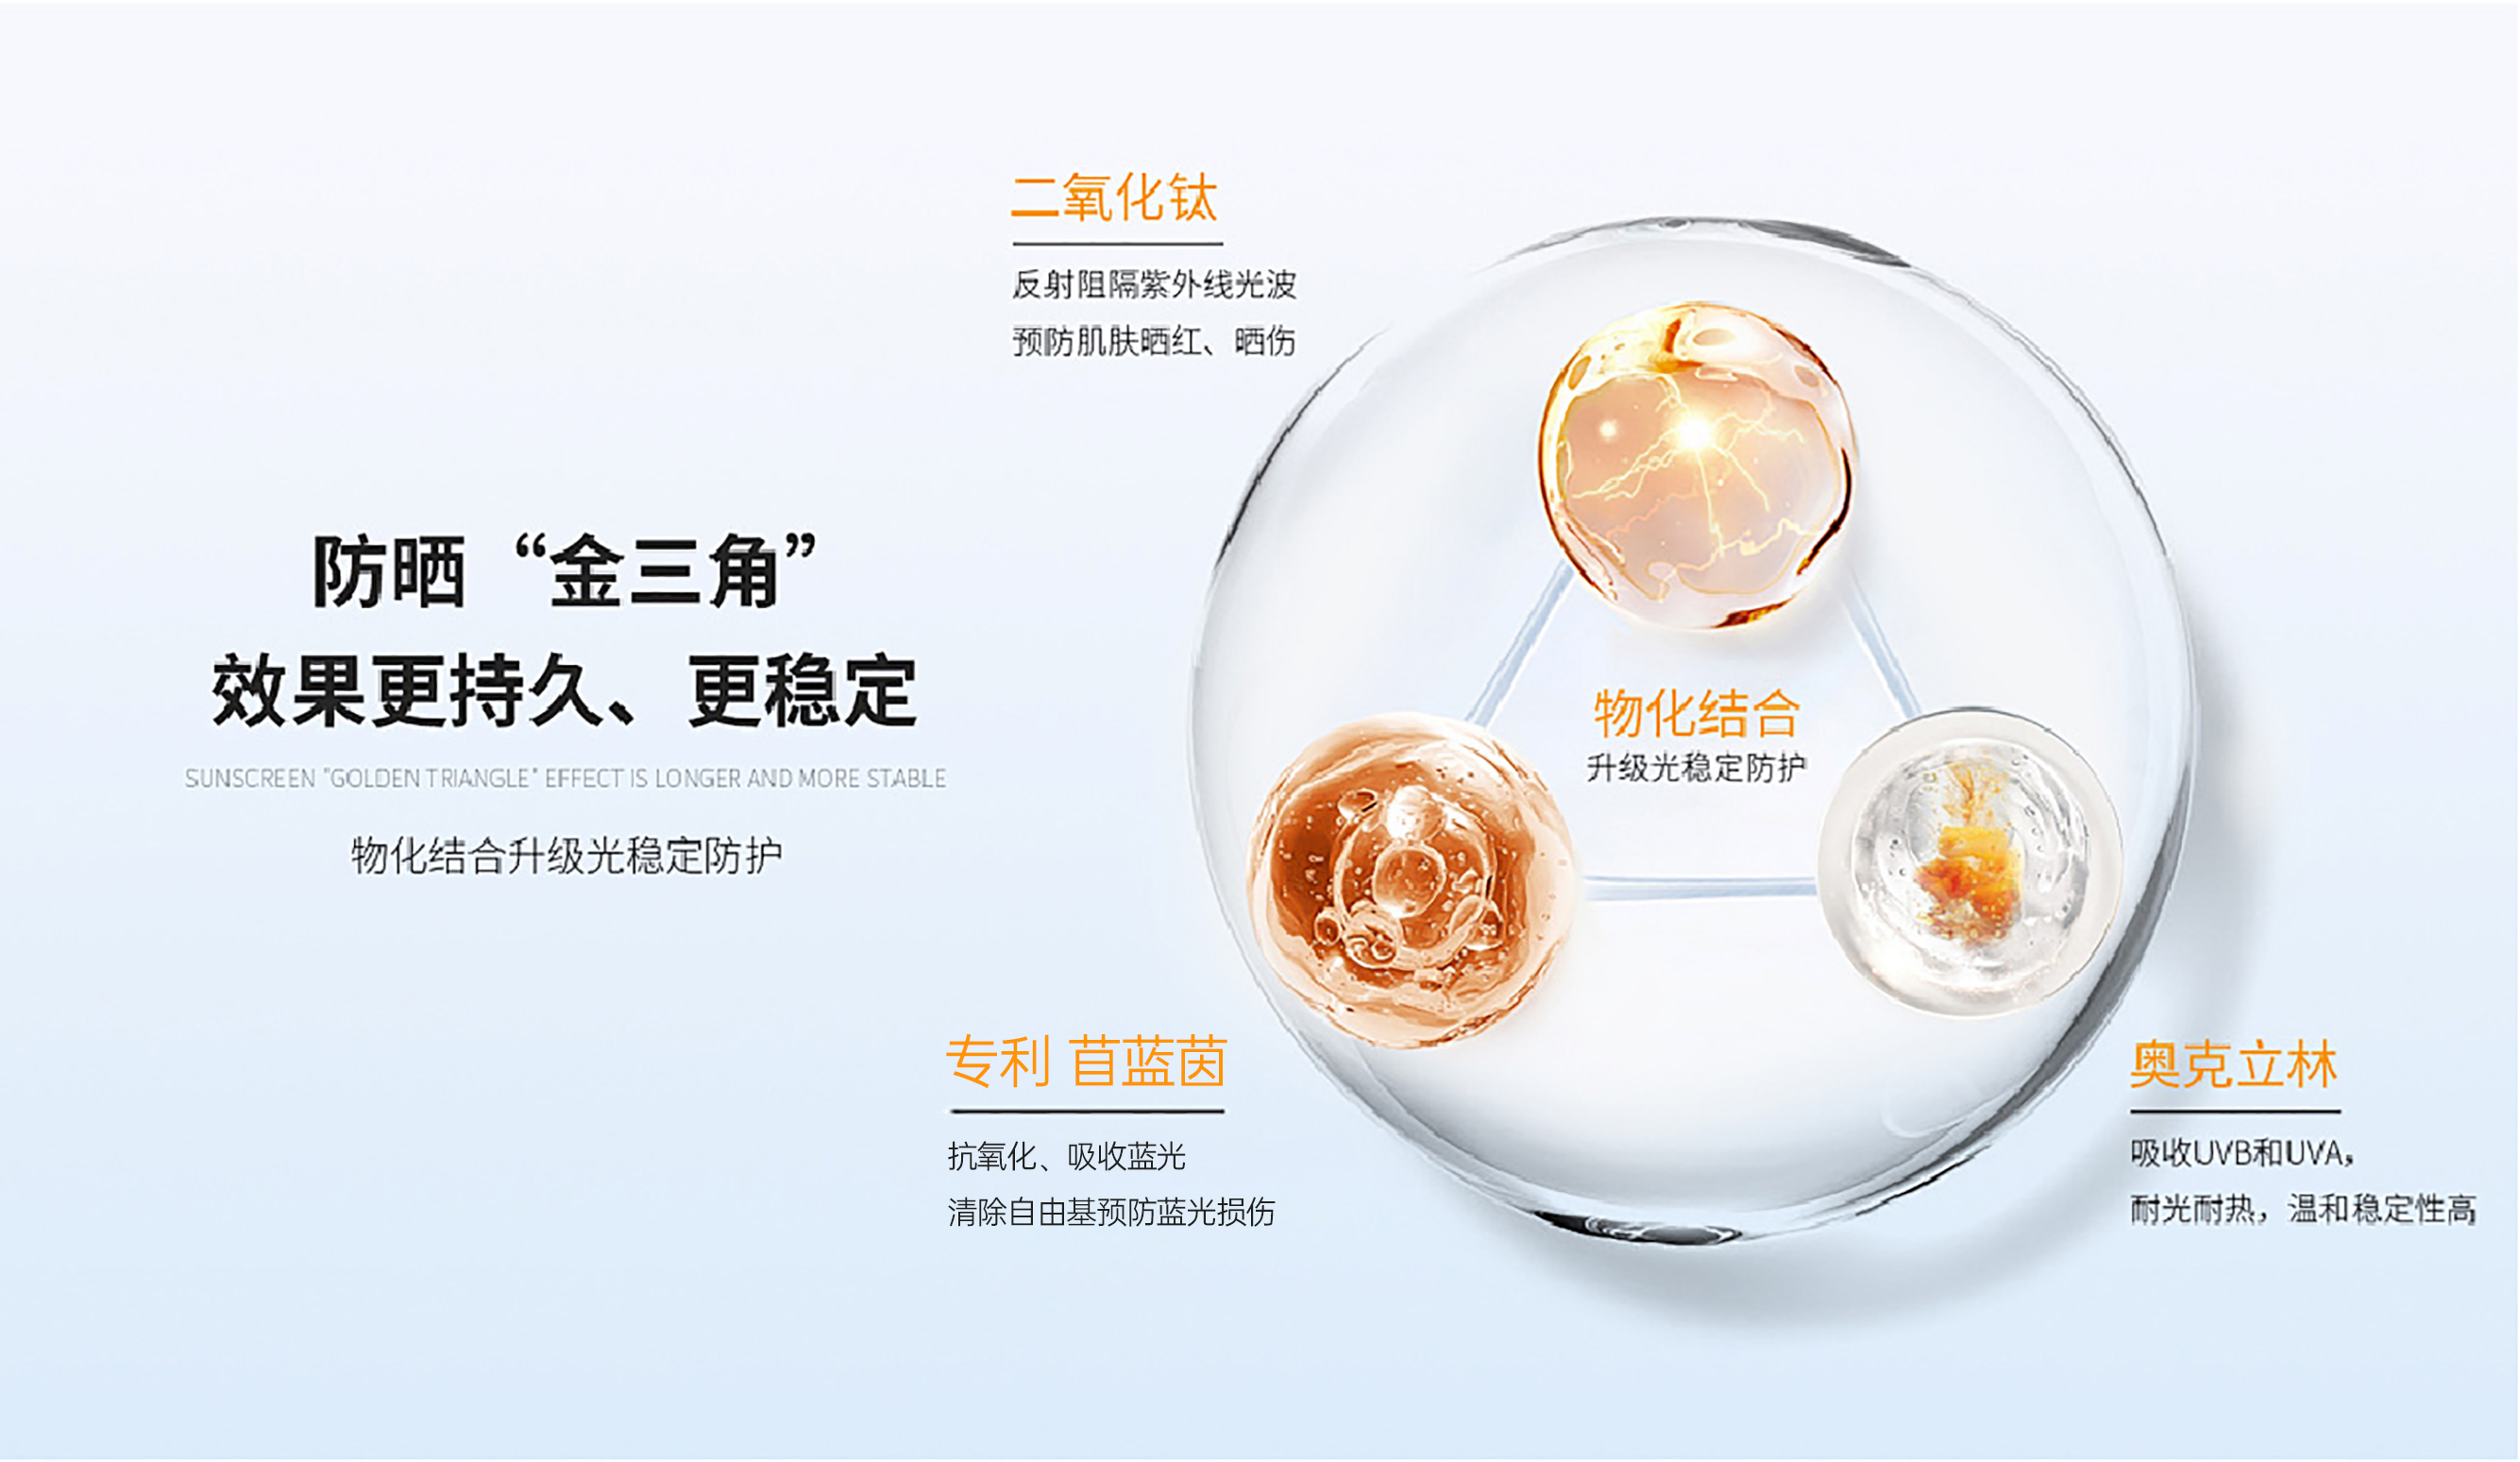 防晒“金三角”
效果更持久、更稳定
SUNSCREEN "GOLDEN TRIANGLE" EFFECT IS LONGER AND MORE STABLE
物化结合升级光稳定防护
二氧化钛
反射阻隔紫外线光波
预防肌肤晒红、晒伤
物化结合
升级光稳定防护
专利 苜蓝茵
抗氧化、吸收蓝光
清除自由基预防蓝光损伤
奥克立林
吸收UVB和UVA，
耐光耐热，温和稳定性高